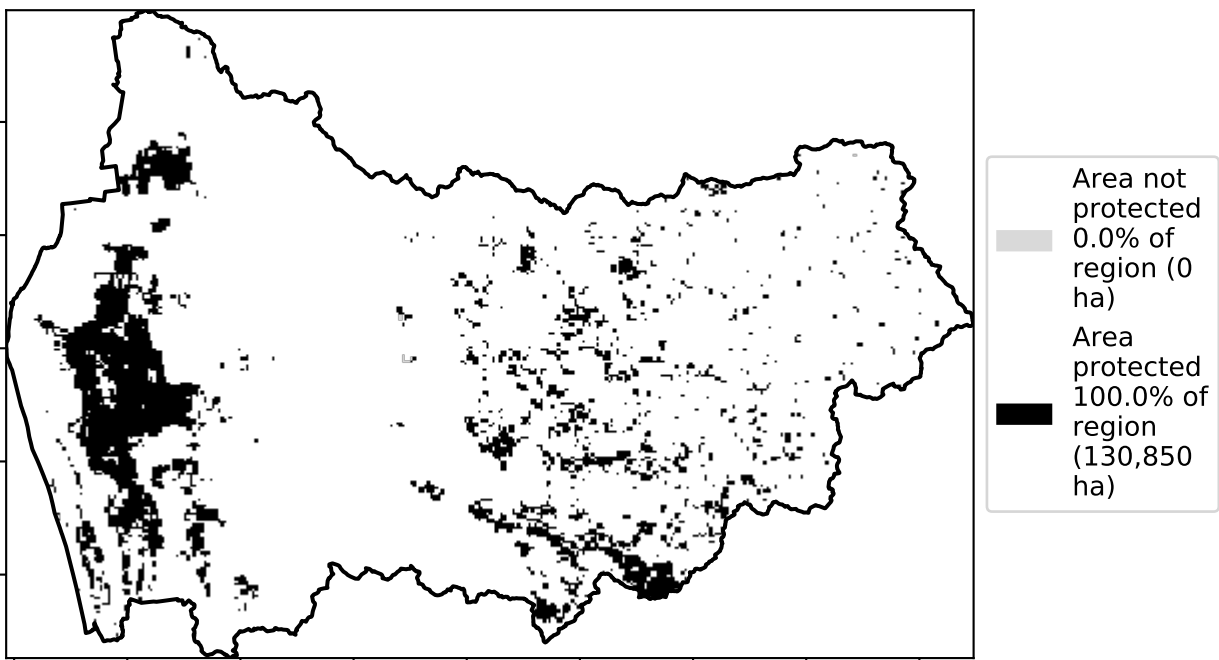 Area not
protected
0.0% of
region (0
ha)
Area
protected
100.0% of
region
(130,850
ha)